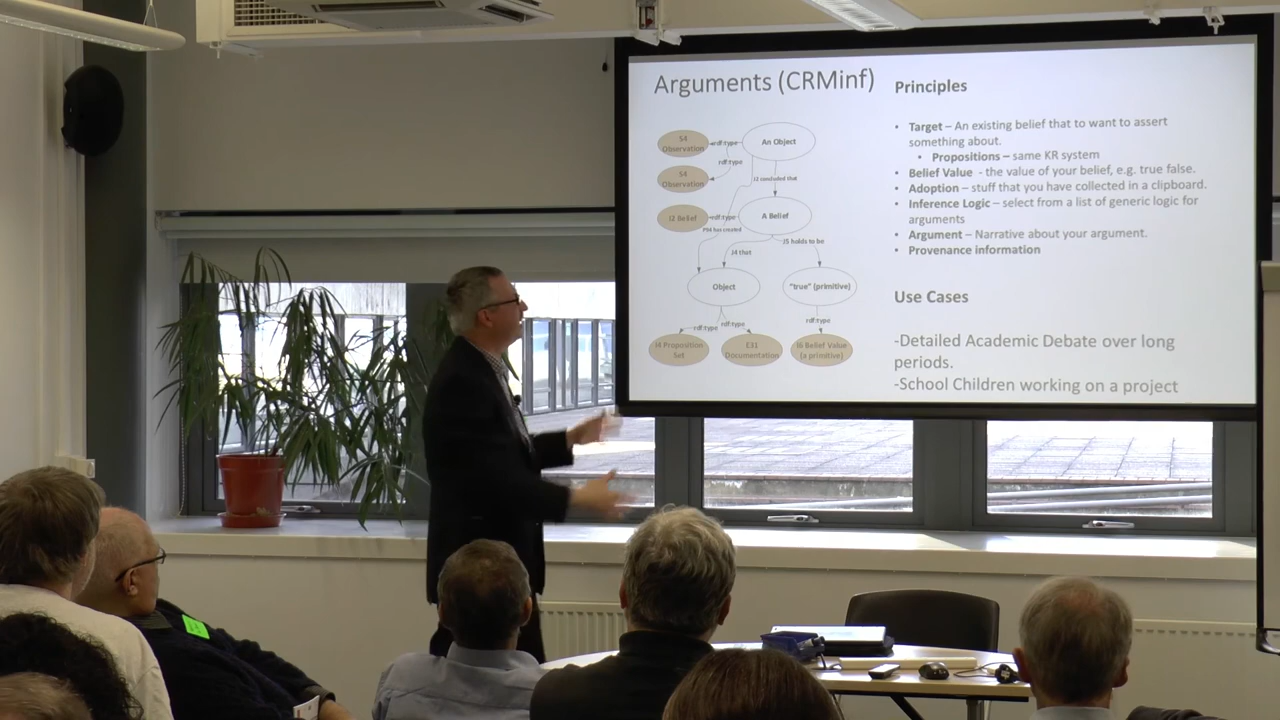 Arguments (CRMinf)
S4
Observation
rdf:type
An Object
rdf:type
S4
Observation
J2 concluded that
I2 Belief
rdf:type
A Belief
P94 has created
J4 that
J5 holds to be
Object
"true" (primitive)
rdf:type
rdf:type
rdf:type
I4 Proposition
Set
E31
Documentation
I6 Belief Value
(a primitive)
Principles
• Target – An existing belief that to want to assert
something about.
• Propositions – same KR system
• Belief Value - the value of your belief, e.g. true false.
• Adoption – stuff that you have collected in a clipboard.
• Inference Logic – select from a list of generic logic for
arguments
• Argument – Narrative about your argument.
• Provenance information
Use Cases
-Detailed Academic Debate over long
periods.
-School Children working on a project